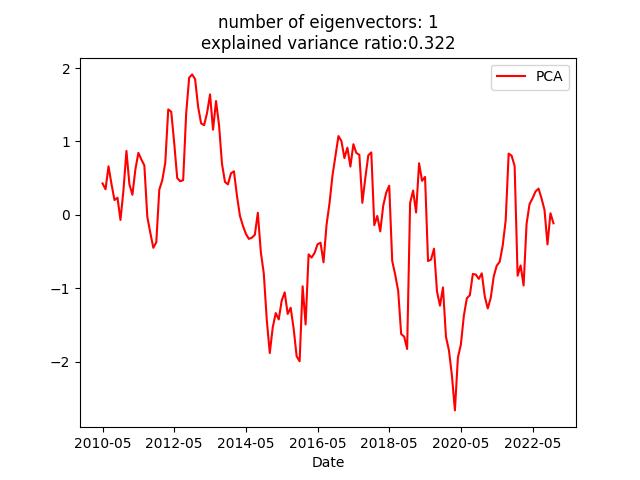 number of eigenvectors: 1
explained variance ratio:0.322
PCA
2
1
0
−1
−2
2010-05 2012-05 2014-05 2016-05 2018-05 2020-05 2022-05
Date